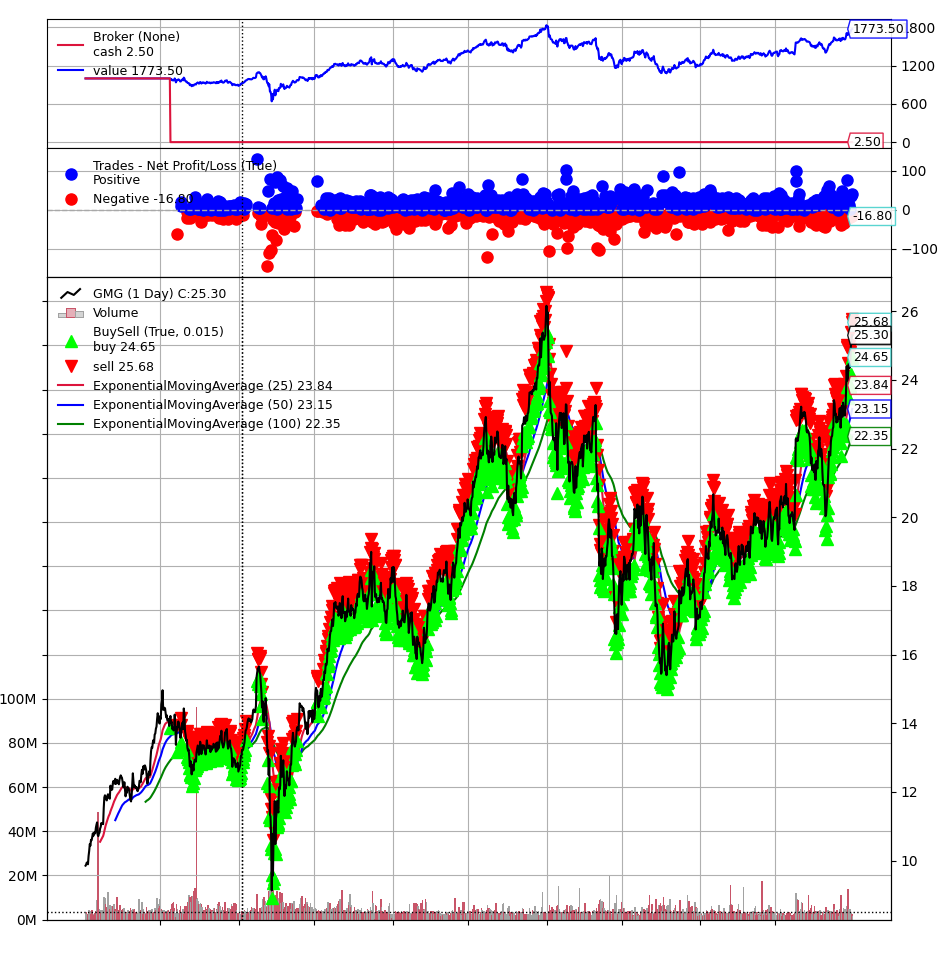 Broker (None)
cash 2.50
value 1773.50
1773.50
800
1200
600
2.50
0
Trades - Net Profit/Loss (True)
Positive
Negative -16.80
100
0
-16.80
−100
GMG (1 Day) C:25.30
Volume
BuySell (True, 0.015)
buy 24.65
sell 25.68
ExponentialMovingAverage (25) 23.84
ExponentialMovingAverage (50) 23.15
ExponentialMovingAverage (100) 22.35
26
25.68
25.30
24.65
24
23.84
23.15
22.35
22
20
18
16
14
12
10
100M
80M
60M
40M
20M
0M